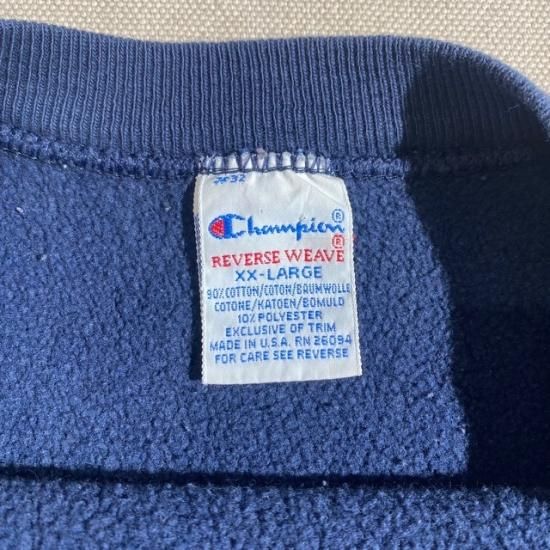 #32
Champion®
REVERSE WEAVE®
XX-LARGE
90% COTTON/COTON/BAUMWOLLE
COTONE/KATOEN/BOMULD
10% POLYESTER
EXCLUSIVE OF TRIM
MADE IN U.S.A. RN 26094
FOR CARE SEE REVERSE